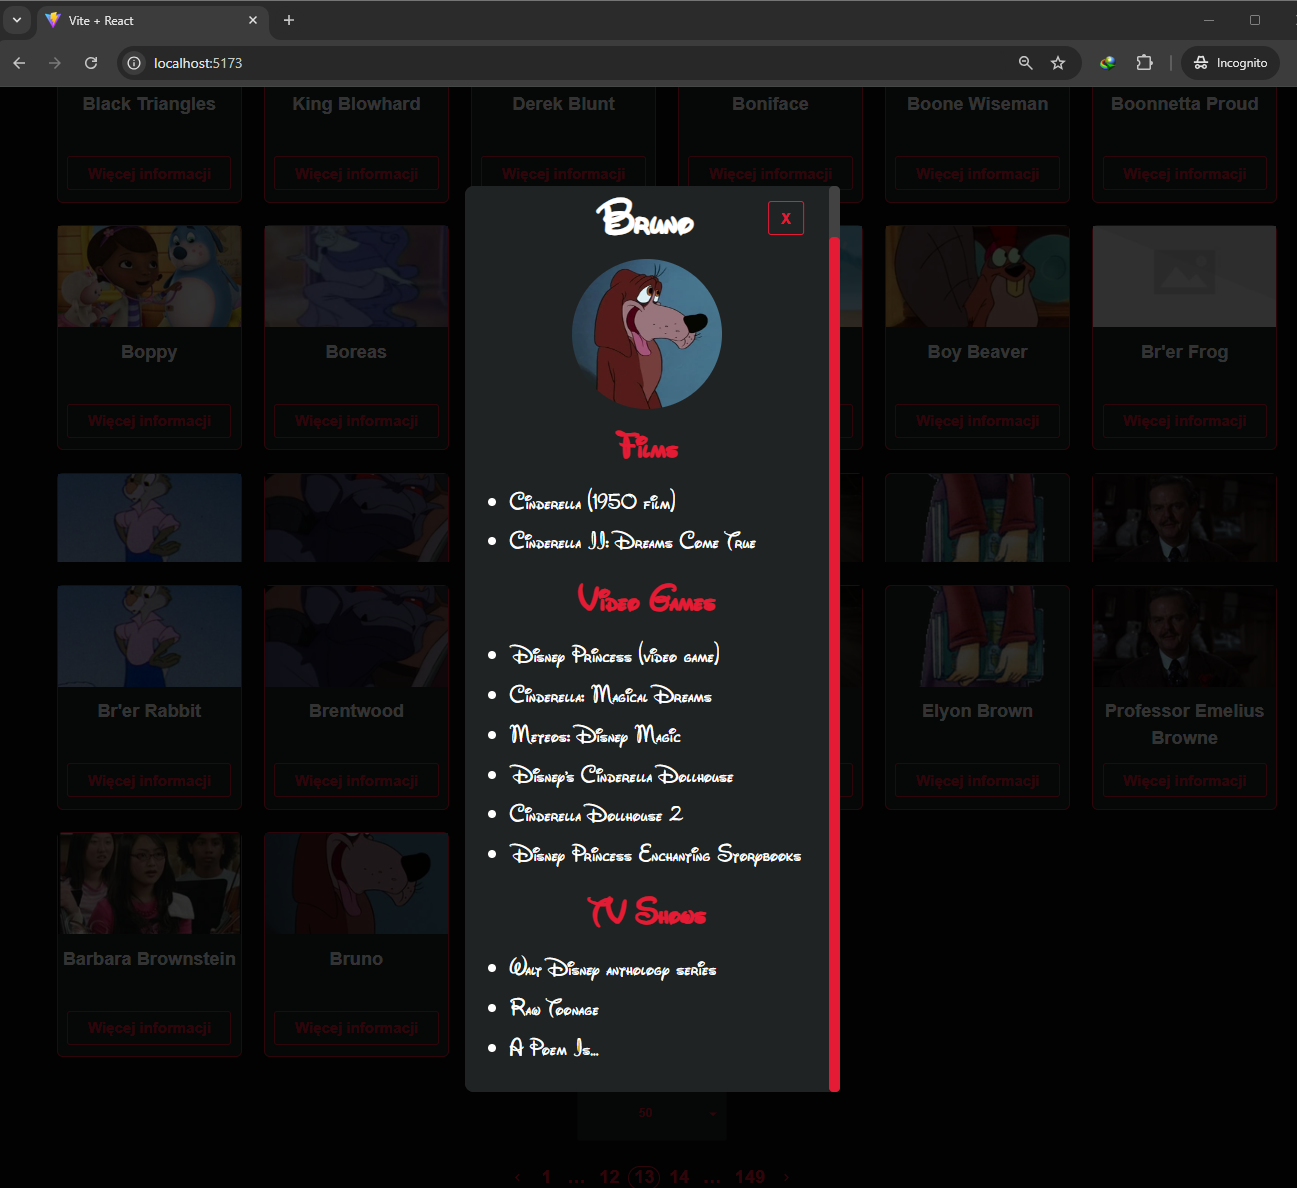 Vite + React
localhost:5173
Incognito
Black Triangles
King Blowhard
Derek Blunt
Boniface
Boone Wiseman
Boonnetta Proud
Więcej informacji
Więcej informacji
Więcej informacji
Więcej informacji
Więcej informacji
Więcej informacji
Bruno
X
Films
Cinderella (1950 film)
Cinderella II: Dreams Come True
Video Games
Disney Princess (video game)
Cinderella: Magical Dreams
Meteos: Disney Magic
Disney's Cinderella Dollhouse
Cinderella Dollhouse 2
Disney Princess Enchanting Storybooks
TV Shows
Walt Disney anthology series
Raw Toonage
A Poem Is...
Boppy
Boreas
Boy Beaver
Br'er Frog
Więcej informacji
Więcej informacji
Więcej informacji
Więcej informacji
Br'er Rabbit
Brentwood
Elyon Brown
Professor Emelius
Browne
Więcej informacji
Więcej informacji
Więcej informacji
Więcej informacji
Barbara Brownstein
Bruno
Więcej informacji
Więcej informacji
50
‹ 1 ... 12 13 14 ... 149 ›